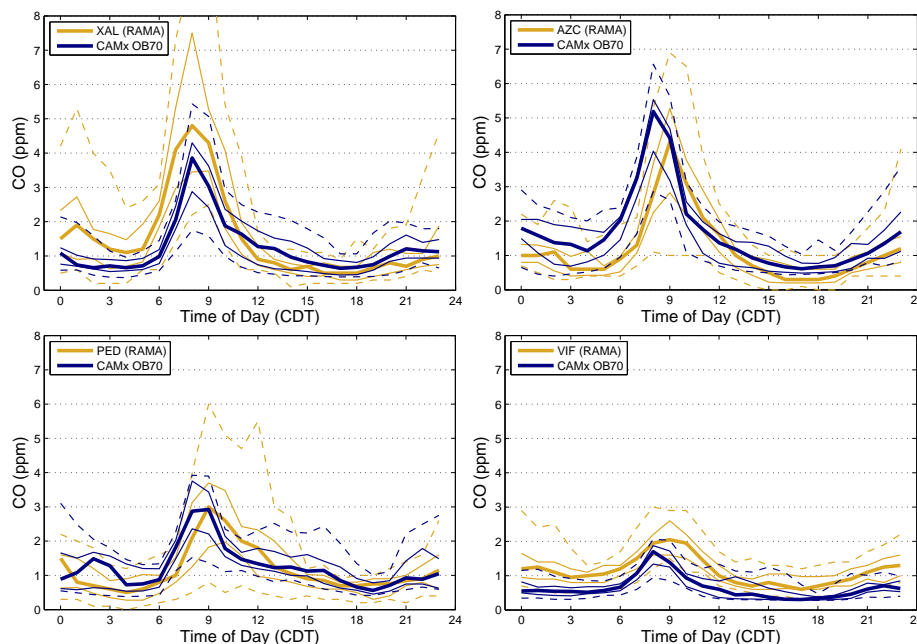 8
7
6
5
4
3
2
1
0
CO (ppm)
XAL (RAMA)
CAMx OB70
0 3 6 9 12 15 18 21 24
Time of Day (CDT)
8
7
6
5
4
3
2
1
0
CO (ppm)
AZC (RAMA)
CAMx OB70
0 3 6 9 12 15 18 21 2
Time of Day (CDT)
8
7
6
5
4
3
2
1
0
CO (ppm)
PED (RAMA)
CAMx OB70
0 3 6 9 12 15 18 21 24
Time of Day (CDT)
8
7
6
5
4
3
2
1
0
CO (ppm)
VIF (RAMA)
CAMx OB70
0 3 6 9 12 15 18 21 2
Time of Day (CDT)